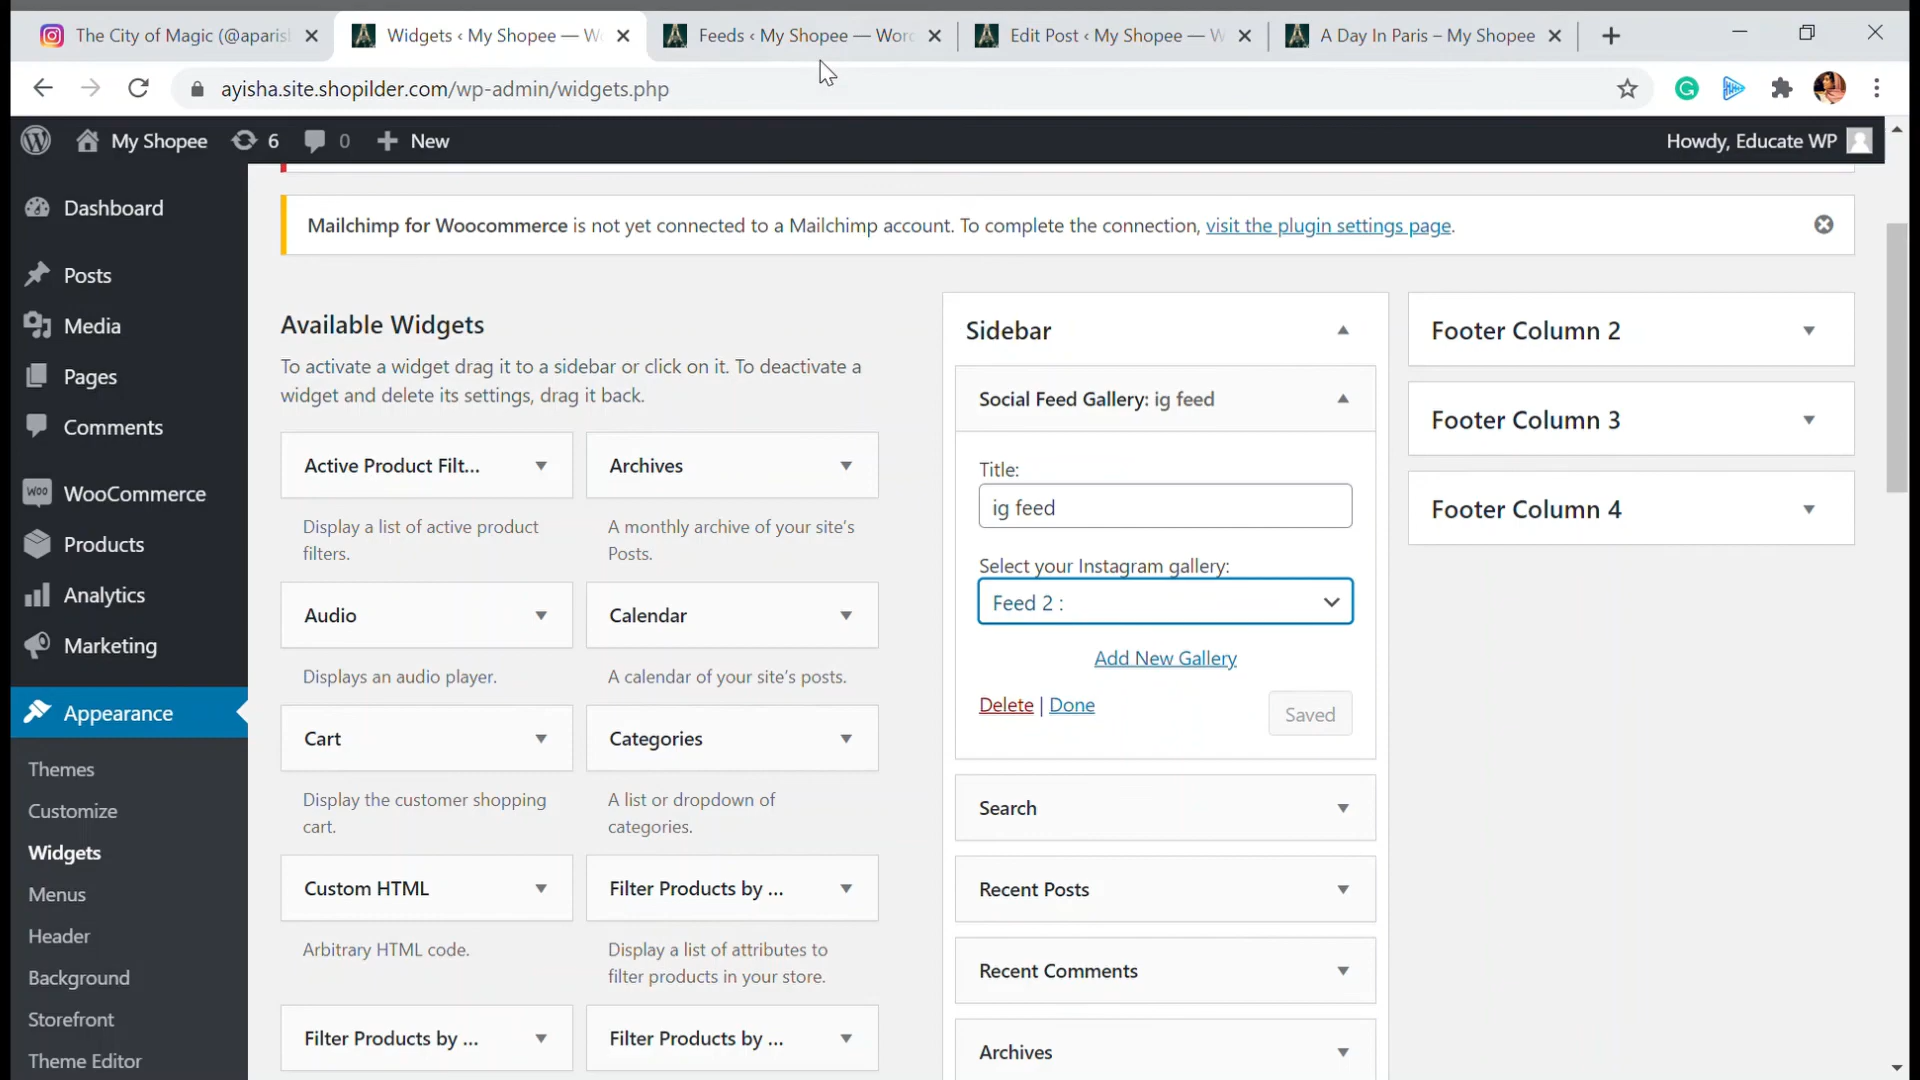 The City of Magic (@aparis
Widgets ‹ My Shopee — W
Feeds ‹ My Shopee — Wor
Edit Post ‹ My Shopee — W
A Day In Paris – My Shopee
ayisha.site.shopilder.com/wp-admin/widgets.php
My Shopee
6
0
New
Howdy, Educate WP
Dashboard
Posts
Media
Pages
Comments
WooCommerce
Products
Analytics
Marketing
Appearance
Themes
Customize
Widgets
Menus
Header
Background
Storefront
Theme Editor
Mailchimp for Woocommerce is not yet connected to a Mailchimp account. To complete the connection, visit the plugin settings page.
Available Widgets
To activate a widget drag it to a sidebar or click on it. To deactivate a
widget and delete its settings, drag it back.
Active Product Filt...
Display a list of active product
filters.
Archives
A monthly archive of your site's
Posts.
Audio
Displays an audio player.
Calendar
A calendar of your site's posts.
Cart
Display the customer shopping
cart.
Categories
A list or dropdown of
categories.
Custom HTML
Arbitrary HTML code.
Filter Products by ...
Display a list of attributes to
filter products in your store.
Filter Products by ...
Filter Products by ...
Sidebar
Social Feed Gallery: ig feed
Title:
ig feed
Select your Instagram gallery:
Feed 2 :
Add New Gallery
Delete | Done
Saved
Search
Recent Posts
Recent Comments
Archives
Footer Column 2
Footer Column 3
Footer Column 4